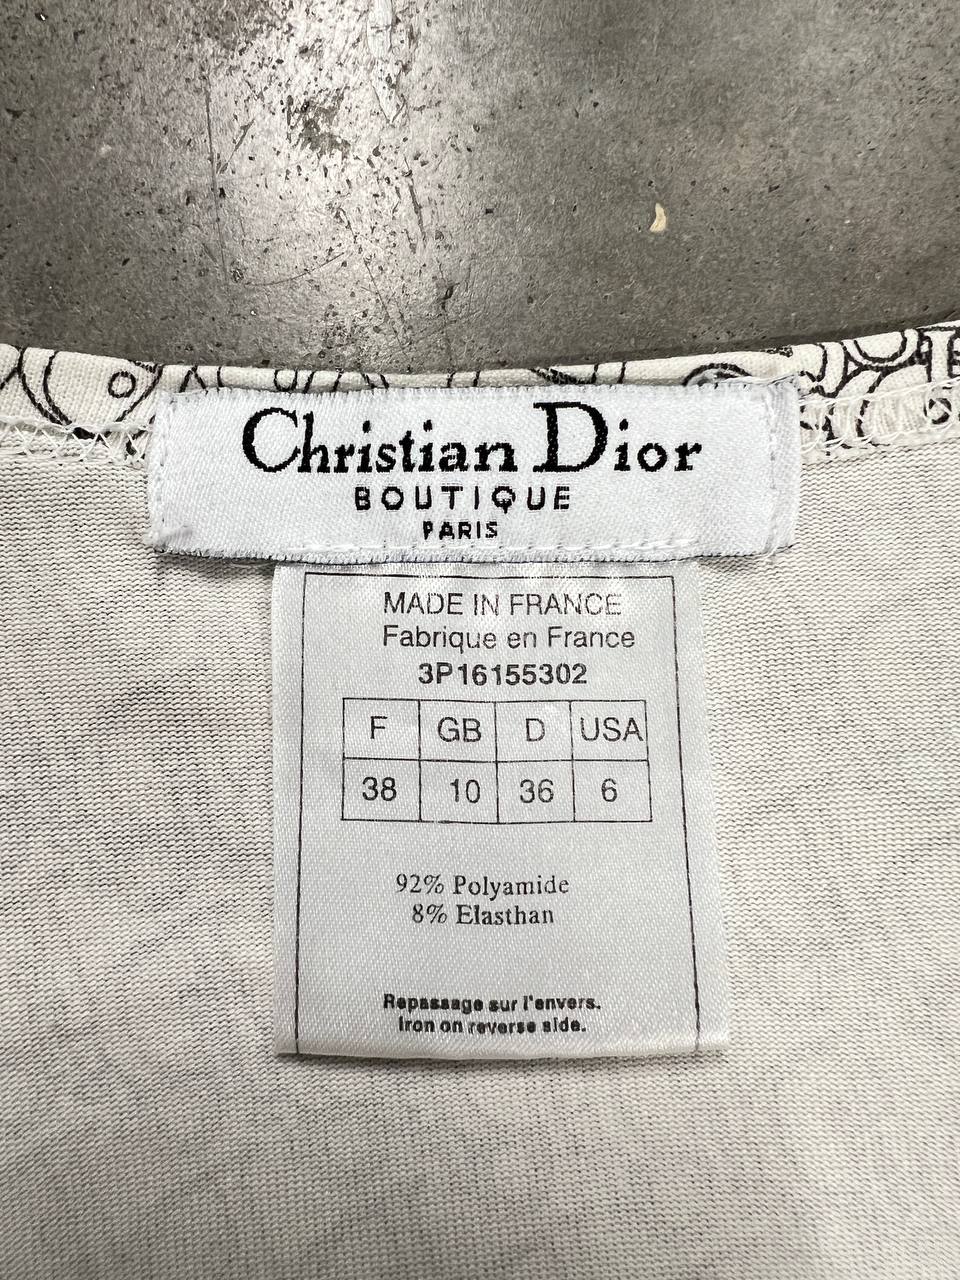 Christian Dior
BOUTIQUE
PARIS
MADE IN FRANCE
Fabrique en France
3P16155302
F GB D USA
38 10 36 6
92% Polyamide
8% Elasthan
Repassage sur l'envers.
Iron on reverse side.